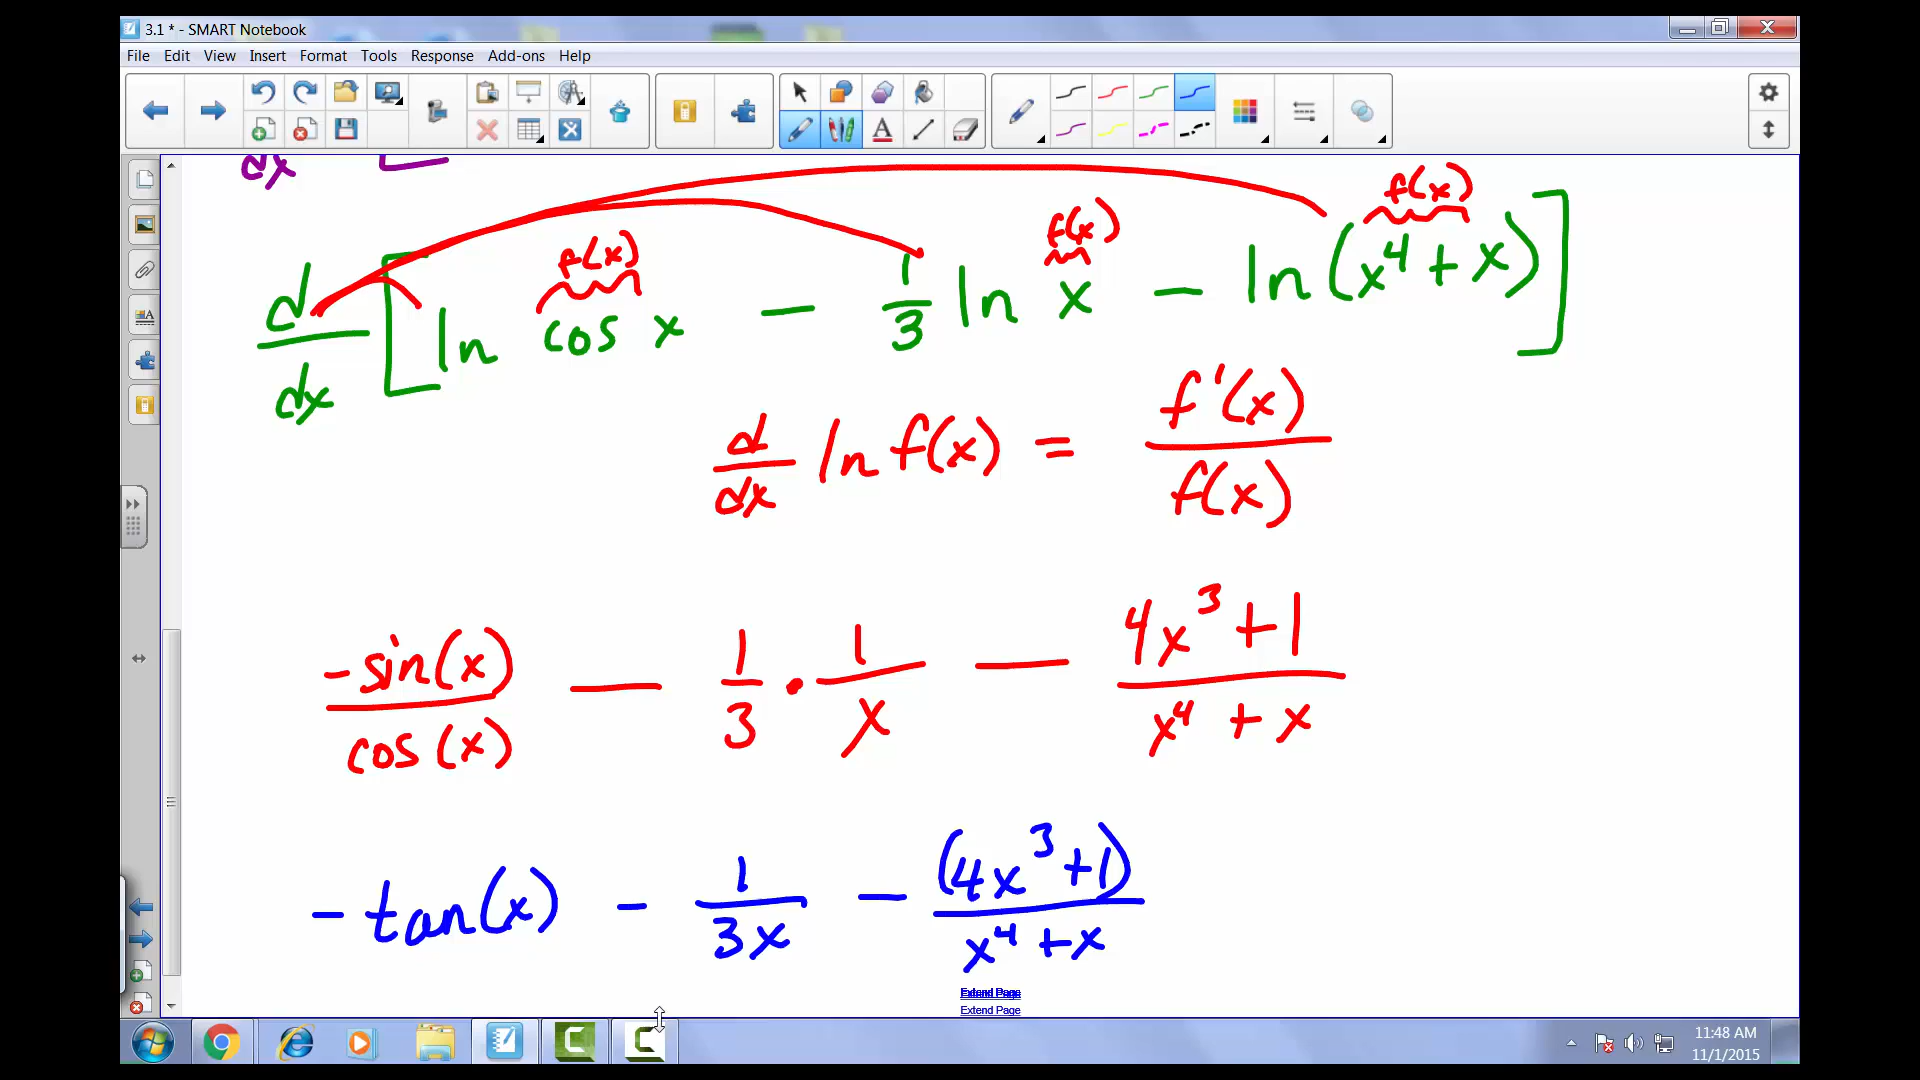 3.1 * - SMART Notebook
File Edit View Insert Format Tools Response Add-ons Help
dx [
f(x) f(x) f(x)
d/dx [ ln cos x - 1/3 ln x - ln (x⁴ + x) ]
d/dx ln f(x) = f'(x)/f(x)
-sin(x)/cos(x) - 1/3 • 1/x - 4x³+1/x⁴ + x
- tan(x) - 1/3x - (4x³+1)/x⁴ + x
Extend Page
Extend Page
11:48 AM
11/1/2015